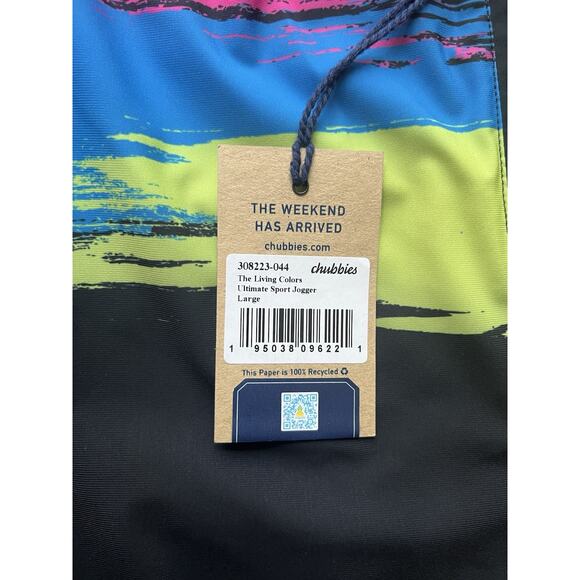 THE WEEKEND
HAS ARRIVED
chubbies.com
308223-044 chubbies
The Living Colors
Ultimate Sport Jogger
Large
1 95038 09622 1
This Paper is 100% Recycled